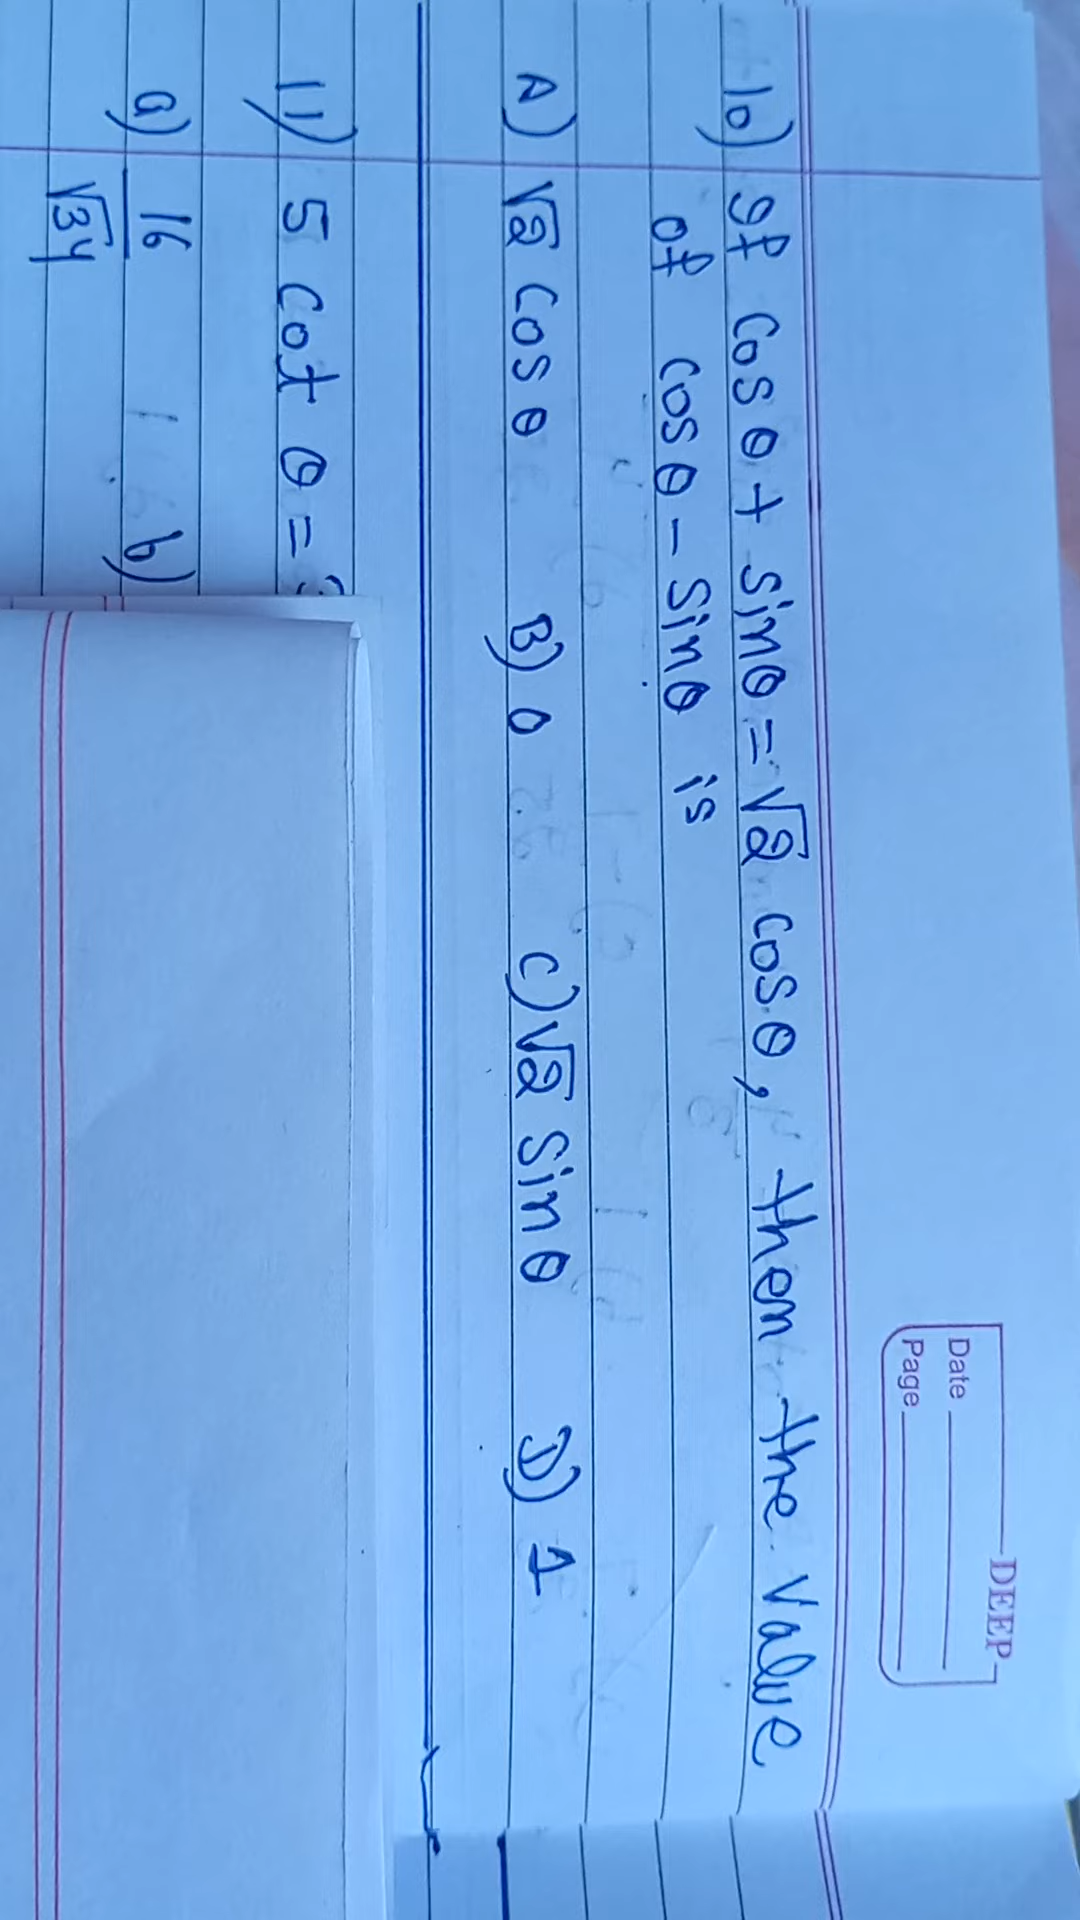 DEEP
Date
Page
10) If cos θ + sin θ = √2 cos θ, then the value
of cos θ - sin θ is
A) √2 cos θ B) 0 C) √2 sin θ D) 1
11) 5 cot θ =
a) 16/√34 b)